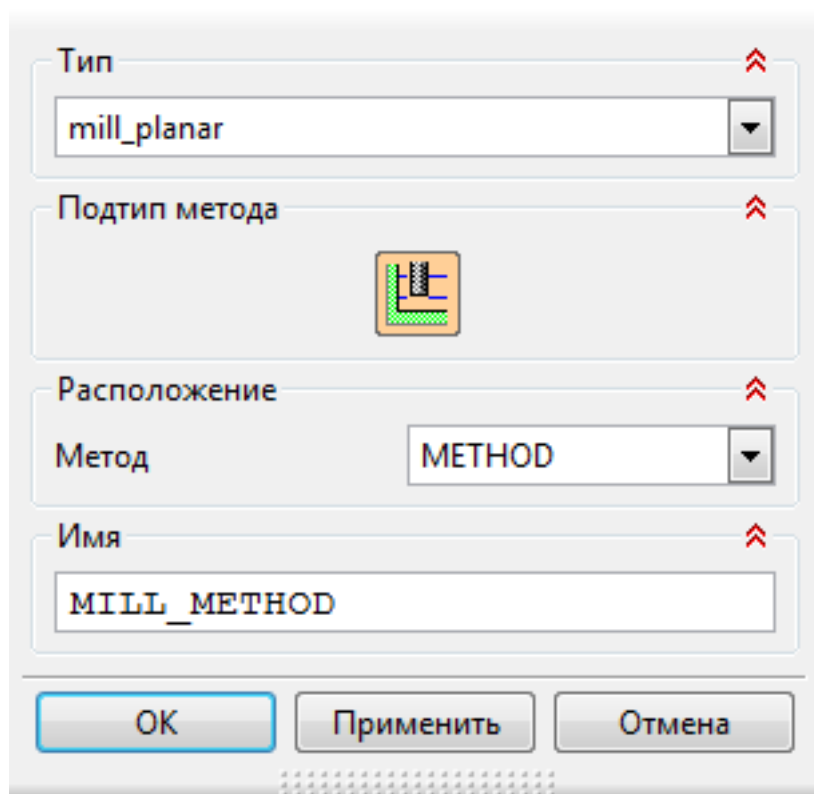 Тип
mill_planar
Подтип метода
Расположение
Метод METHOD
Имя
MILL_METHOD
OK Применить Отмена